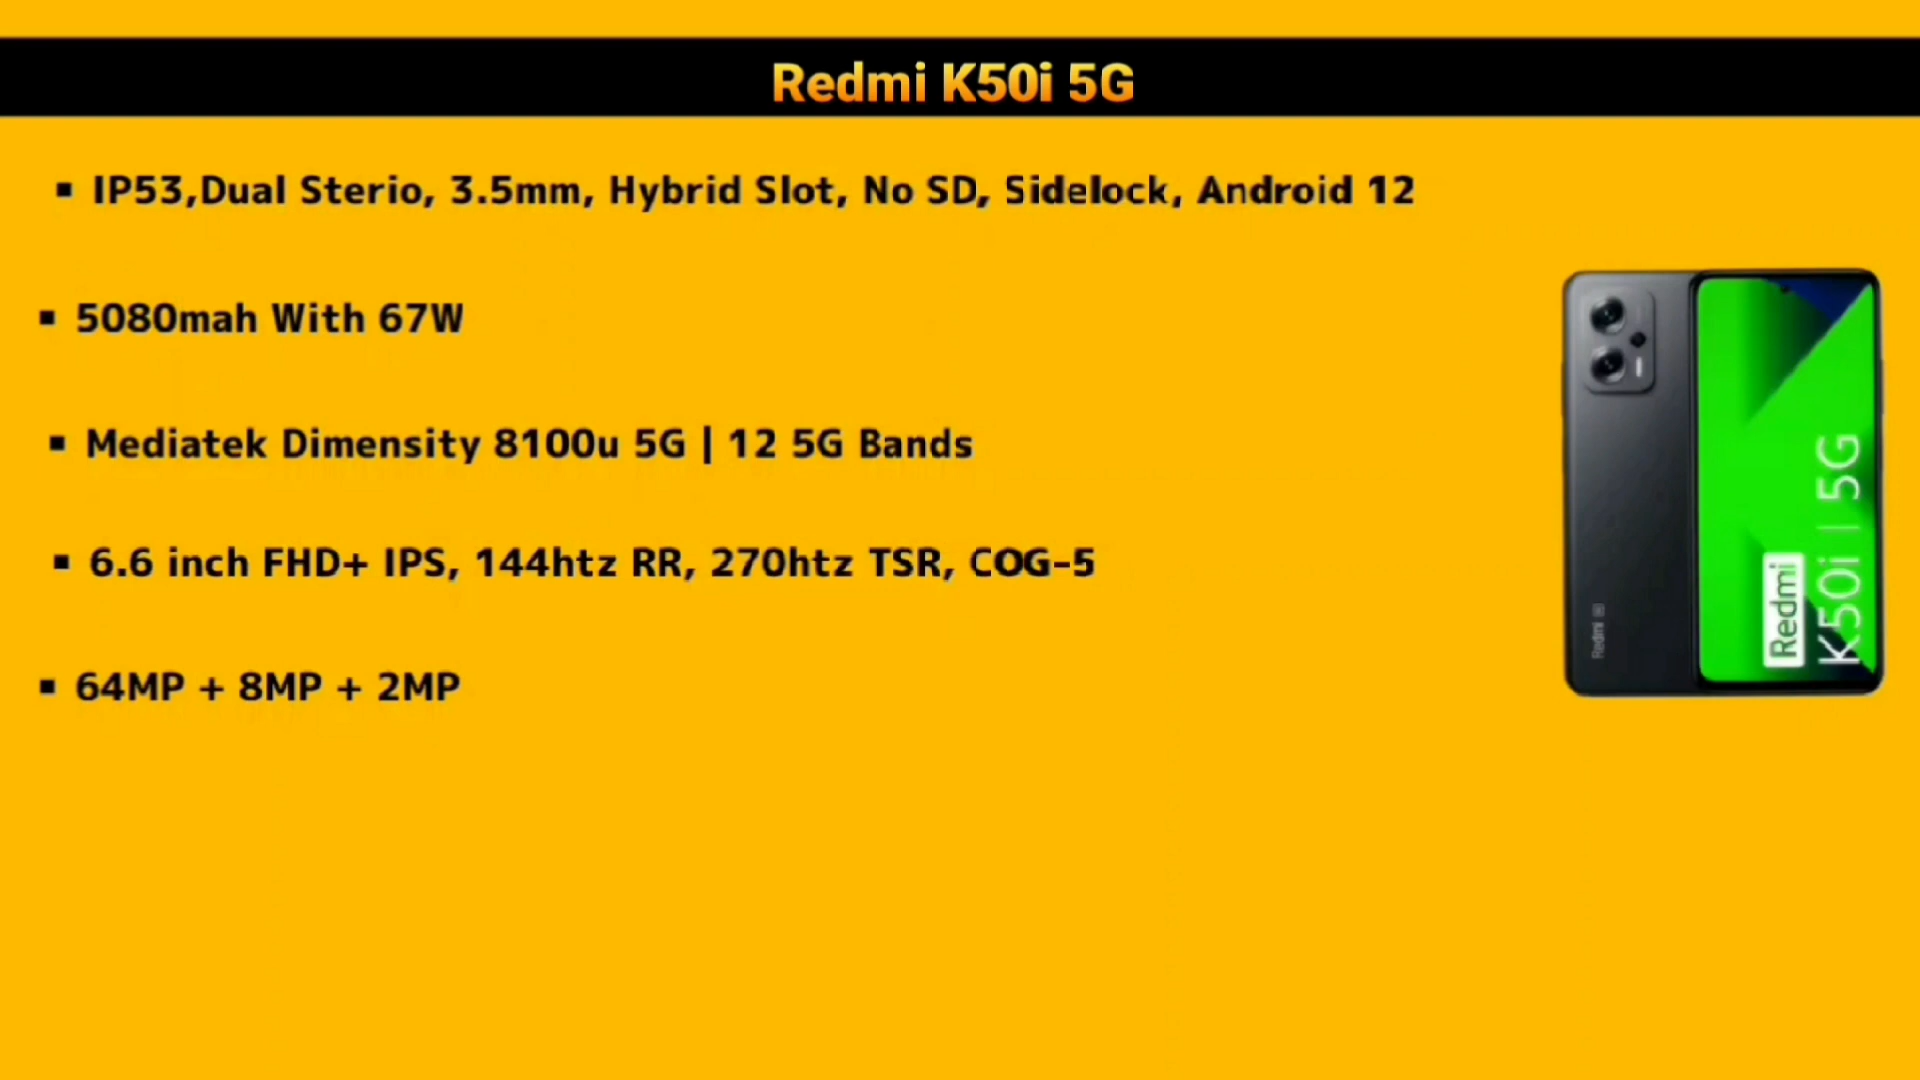 Redmi K50i 5G
▪ IP53,Dual Sterio, 3.5mm, Hybrid Slot, No SD, Sidelock, Android 12
▪ 5080mah With 67W
▪ Mediatek Dimensity 8100u 5G | 12 5G Bands
▪ 6.6 inch FHD+ IPS, 144htz RR, 270htz TSR, COG-5
▪ 64MP + 8MP + 2MP
Redmi
Redmi
K50i | 5G